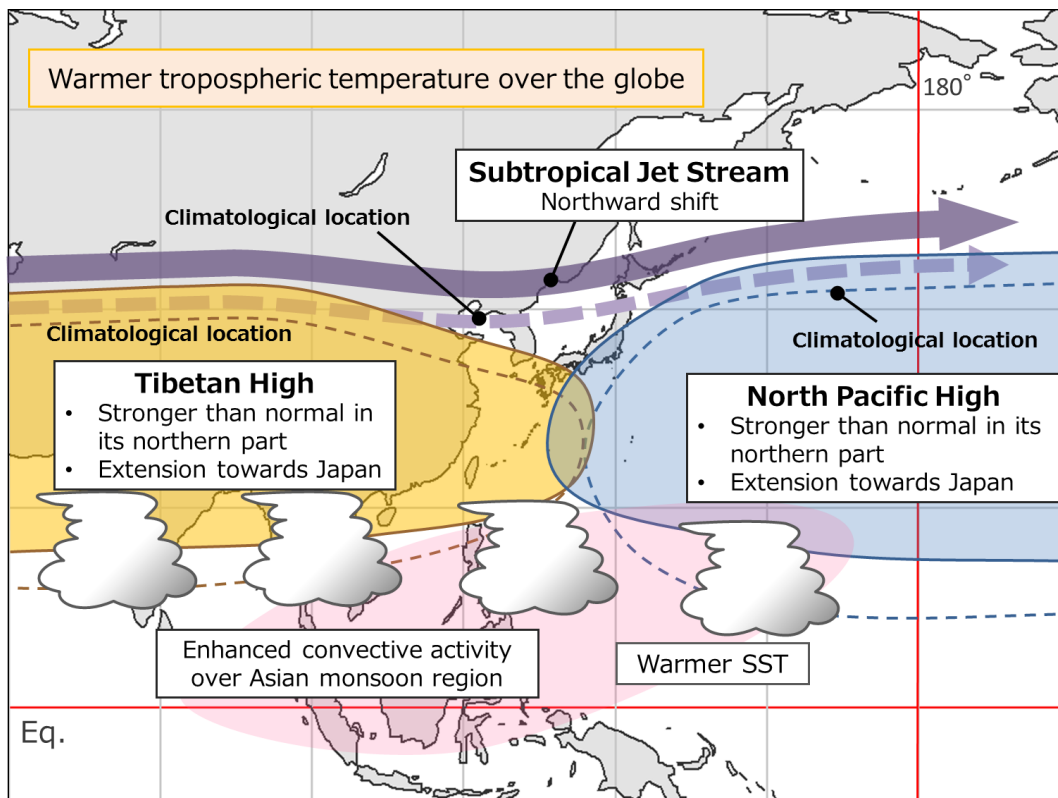 Warmer tropospheric temperature over the globe
180°
Subtropical Jet Stream
Northward shift
Climatological location
Climatological location
Climatological location
Tibetan High
• Stronger than normal in
its northern part
• Extension towards Japan
North Pacific High
• Stronger than normal in its
northern part
• Extension towards Japan
Enhanced convective activity
over Asian monsoon region
Warmer SST
Eq.